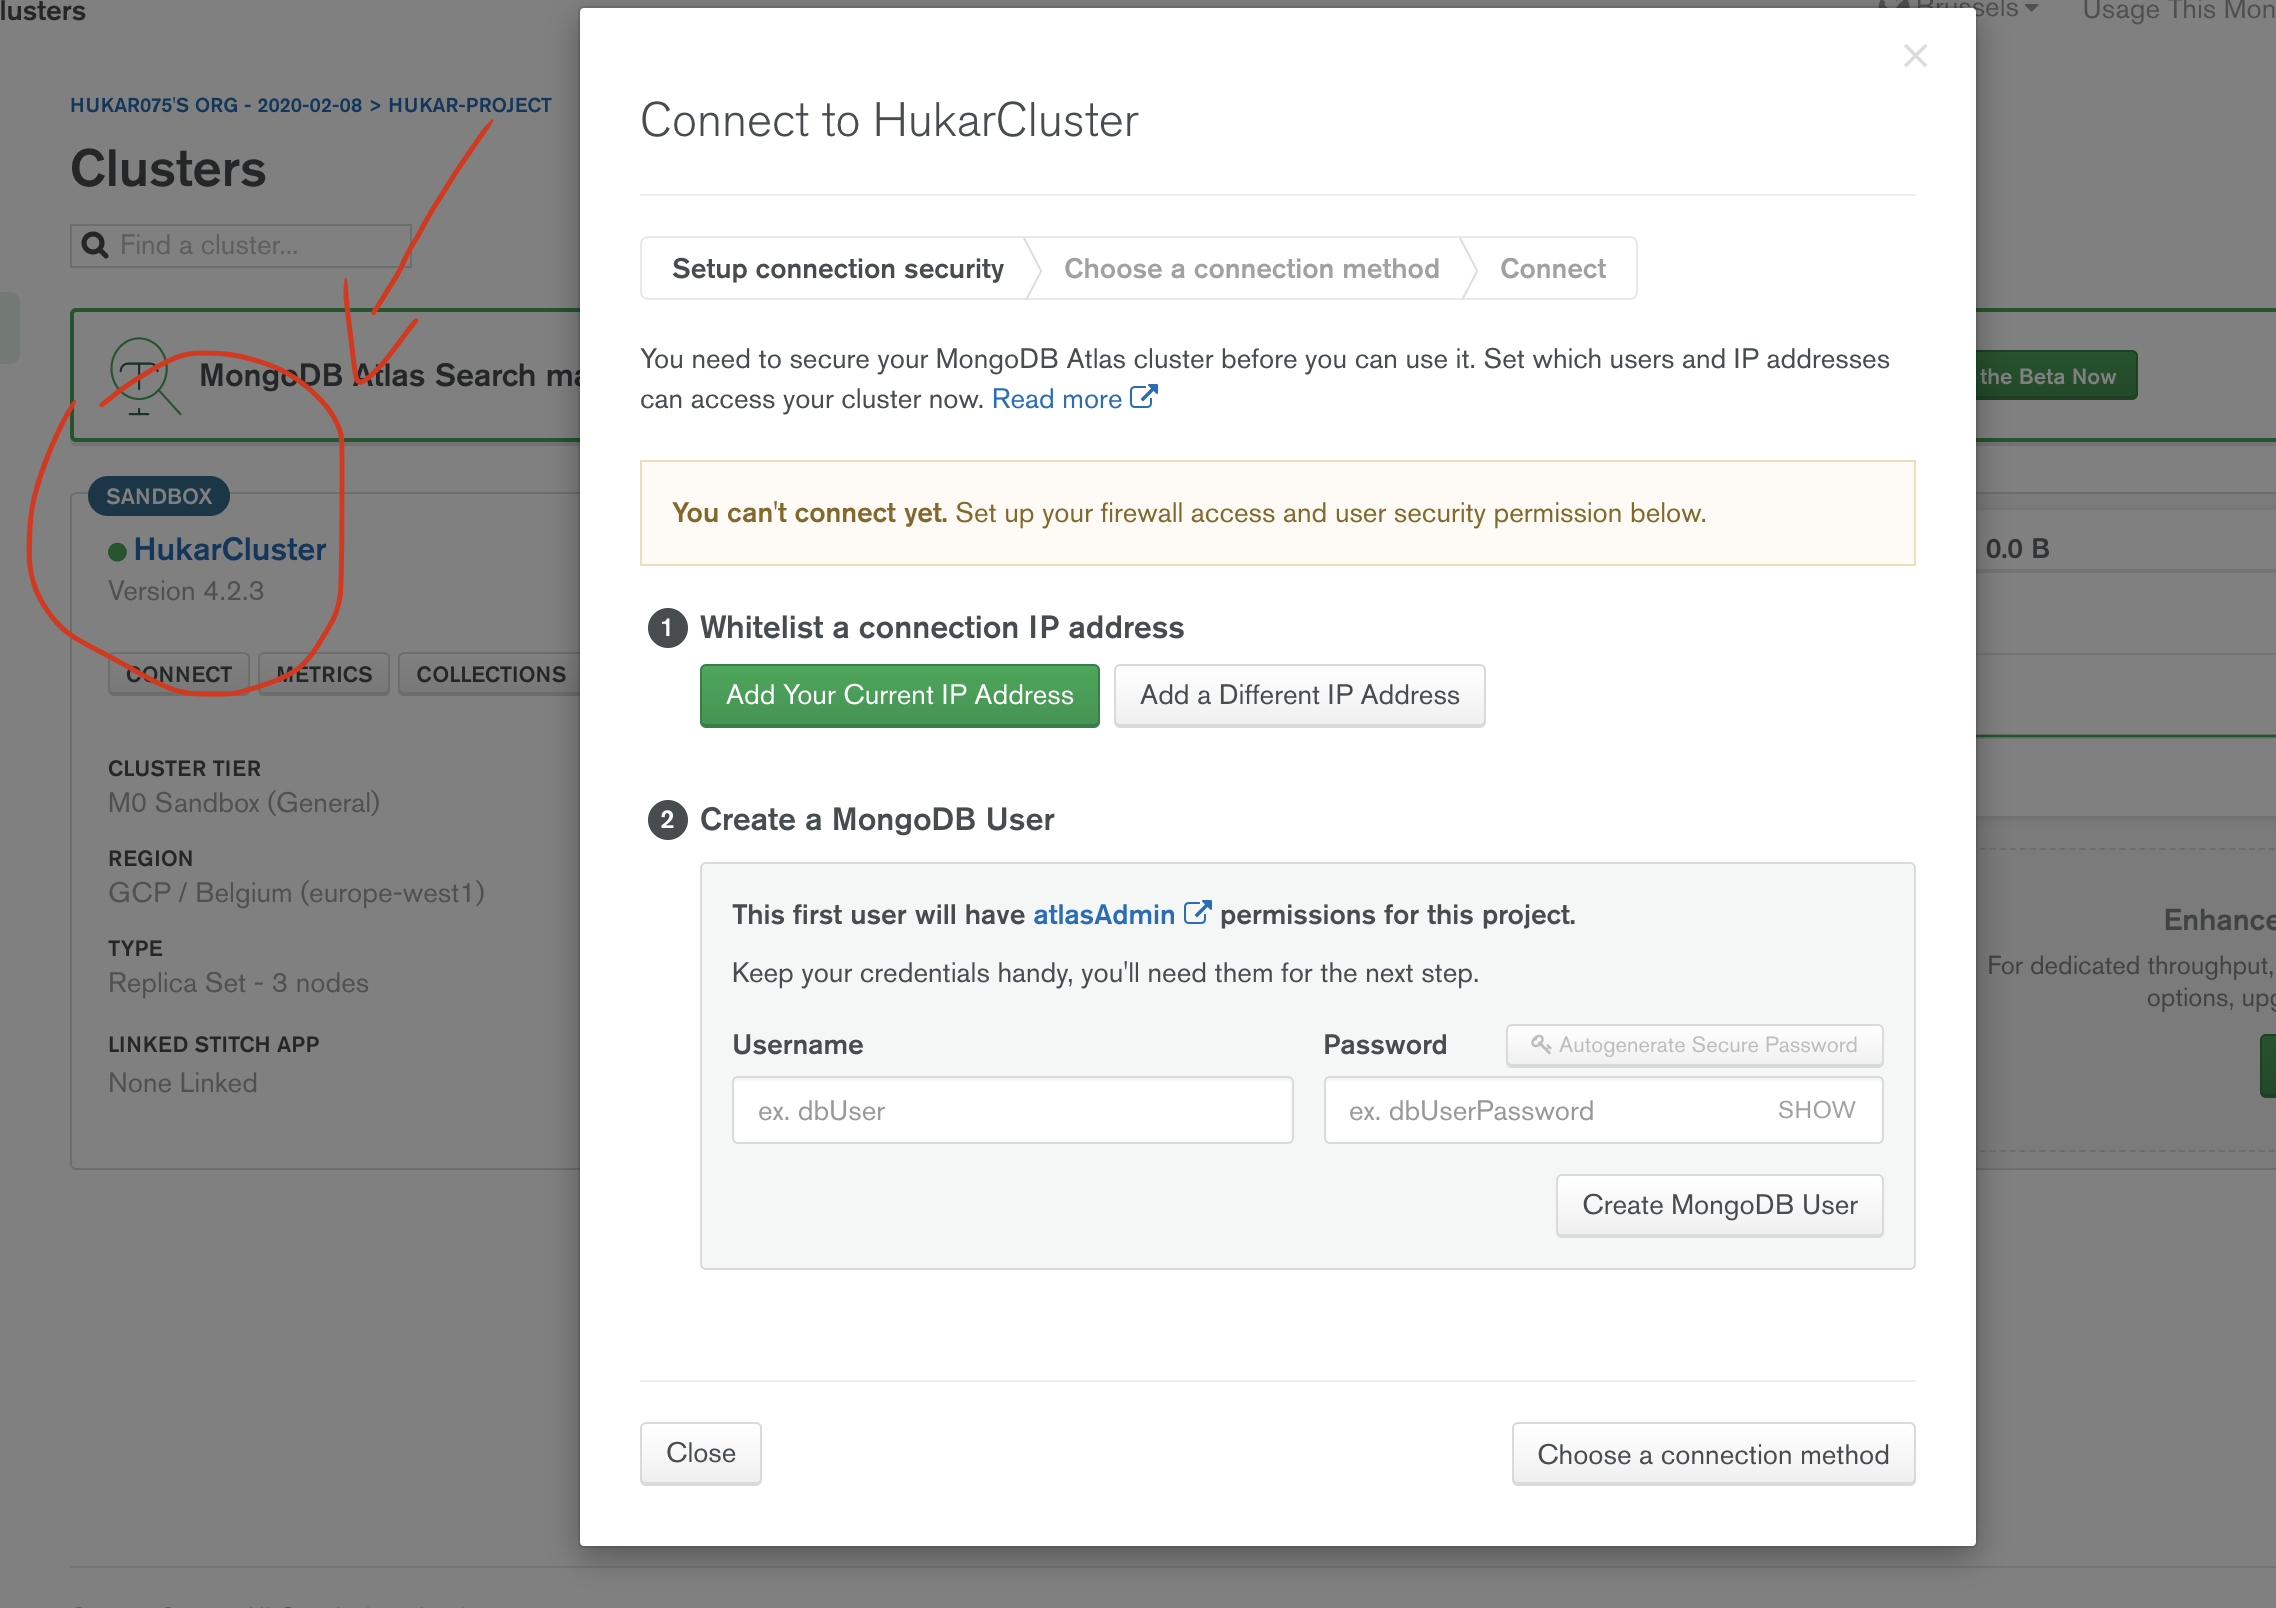 lusters
Brussels
Usage This Mon
HUKAR075'S ORG - 2020-02-08 > HUKAR-PROJECT
Clusters
Find a cluster...
MongoDB Atlas Search ma
the Beta Now
SANDBOX
HukarCluster
Version 4.2.3
CONNECT
METRICS
COLLECTIONS
CLUSTER TIER
M0 Sandbox (General)
REGION
GCP / Belgium (europe-west1)
TYPE
Replica Set - 3 nodes
LINKED STITCH APP
None Linked
0.0 B
Enhance
For dedicated throughput,
options, upg
Connect to HukarCluster
Setup connection security
Choose a connection method
Connect
You need to secure your MongoDB Atlas cluster before you can use it. Set which users and IP addresses
can access your cluster now. Read more
You can't connect yet. Set up your firewall access and user security permission below.
1 Whitelist a connection IP address
Add Your Current IP Address
Add a Different IP Address
2 Create a MongoDB User
This first user will have atlasAdmin permissions for this project.
Keep your credentials handy, you'll need them for the next step.
Username
Password
Autogenerate Secure Password
ex. dbUser
ex. dbUserPassword
SHOW
Create MongoDB User
Close
Choose a connection method